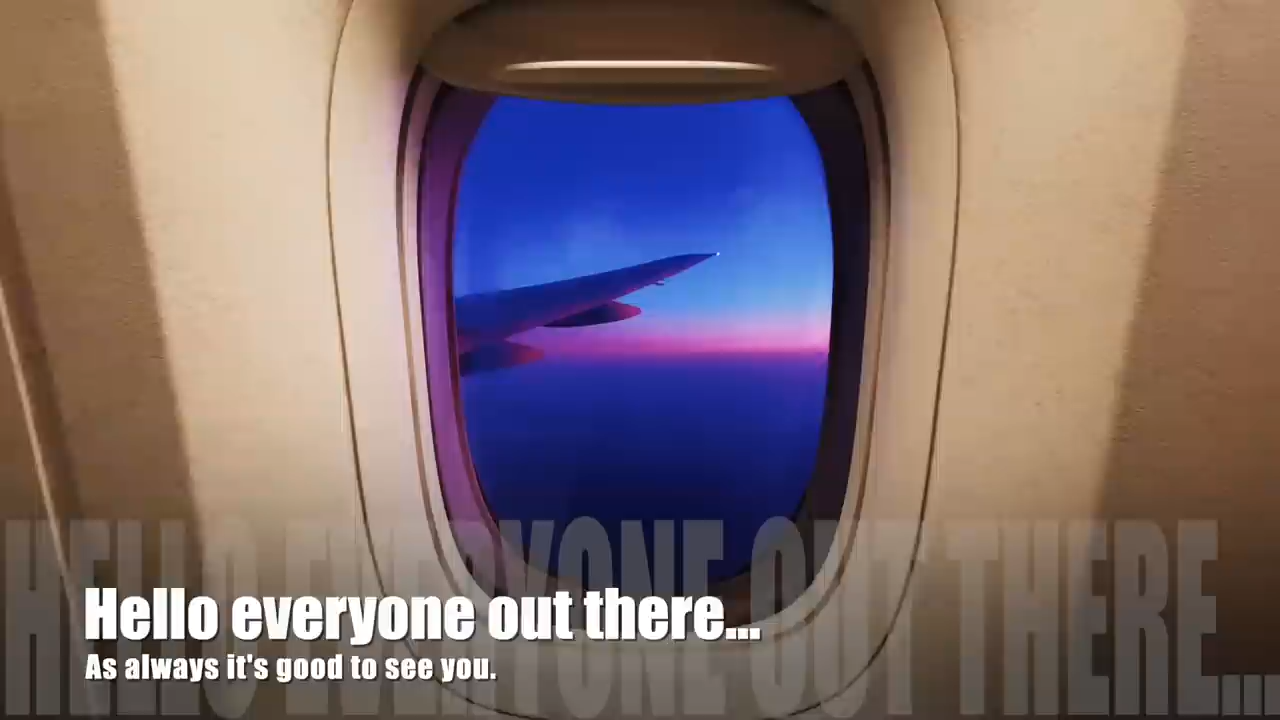 HELLO EVERYONE OUT THERE...
Hello everyone out there...
As always it's good to see you.